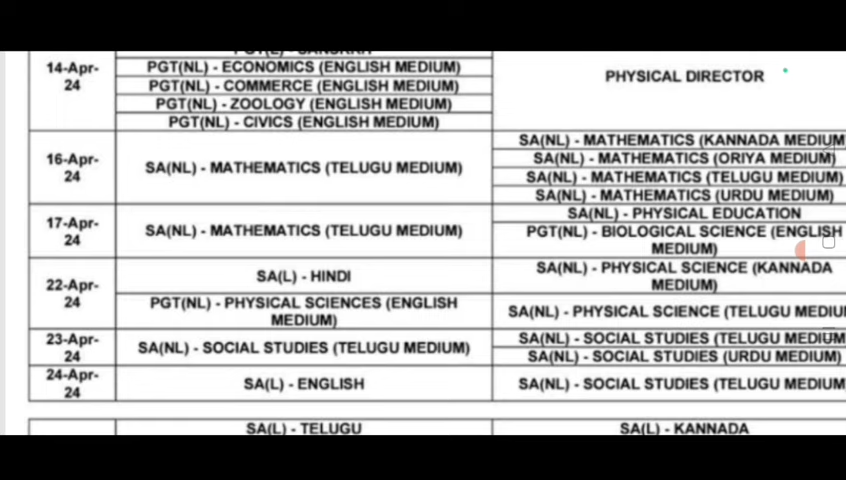 14-Apr-
24
PGT(NL) - ECONOMICS (ENGLISH MEDIUM)
PGT(NL) - COMMERCE (ENGLISH MEDIUM)
PGT(NL) - ZOOLOGY (ENGLISH MEDIUM)
PGT(NL) - CIVICS (ENGLISH MEDIUM)
PHYSICAL DIRECTOR
16-Apr-
24
SA(NL) - MATHEMATICS (TELUGU MEDIUM)
SA(NL) - MATHEMATICS (KANNADA MEDIUM
SA(NL) - MATHEMATICS (ORIYA MEDIUM)
SA(NL) - MATHEMATICS (TELUGU MEDIUM)
SA(NL) - MATHEMATICS (URDU MEDIUM)
17-Apr-
24
SA(NL) - MATHEMATICS (TELUGU MEDIUM)
SA(NL) - PHYSICAL EDUCATION
PGT(NL) - BIOLOGICAL SCIENCE (ENGLISH
MEDIUM)
22-Apr-
24
SA(L) - HINDI
PGT(NL) - PHYSICAL SCIENCES (ENGLISH
MEDIUM)
SA(NL) - PHYSICAL SCIENCE (KANNADA
MEDIUM)
SA(NL) - PHYSICAL SCIENCE (TELUGU MEDIU
23-Apr-
24
SA(NL) - SOCIAL STUDIES (TELUGU MEDIUM)
SA(NL) - SOCIAL STUDIES (TELUGU MEDIUM
SA(NL) - SOCIAL STUDIES (URDU MEDIUM)
24-Apr-
24
SA(L) - ENGLISH
SA(NL) - SOCIAL STUDIES (TELUGU MEDIUM
SA(L) - TELUGU
SA(L) - KANNADA